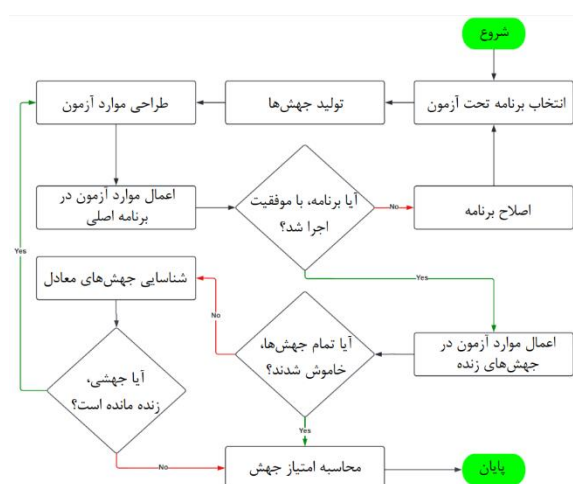 شروع
انتخاب برنامه تحت آزمون
تولید جهش‌ها
طراحی موارد آزمون
اعمال موارد آزمون در
برنامه اصلی
آیا برنامه، با موفقیت
اجرا شد؟
No
اصلاح برنامه
Yes
Yes
اعمال موارد آزمون در
جهش‌های زنده
آیا تمام جهش‌ها،
خاموش شدند؟
No
شناسایی جهش‌های معادل
آیا جهشی،
زنده مانده است؟
Yes
No
محاسبه امتیاز جهش
پایان